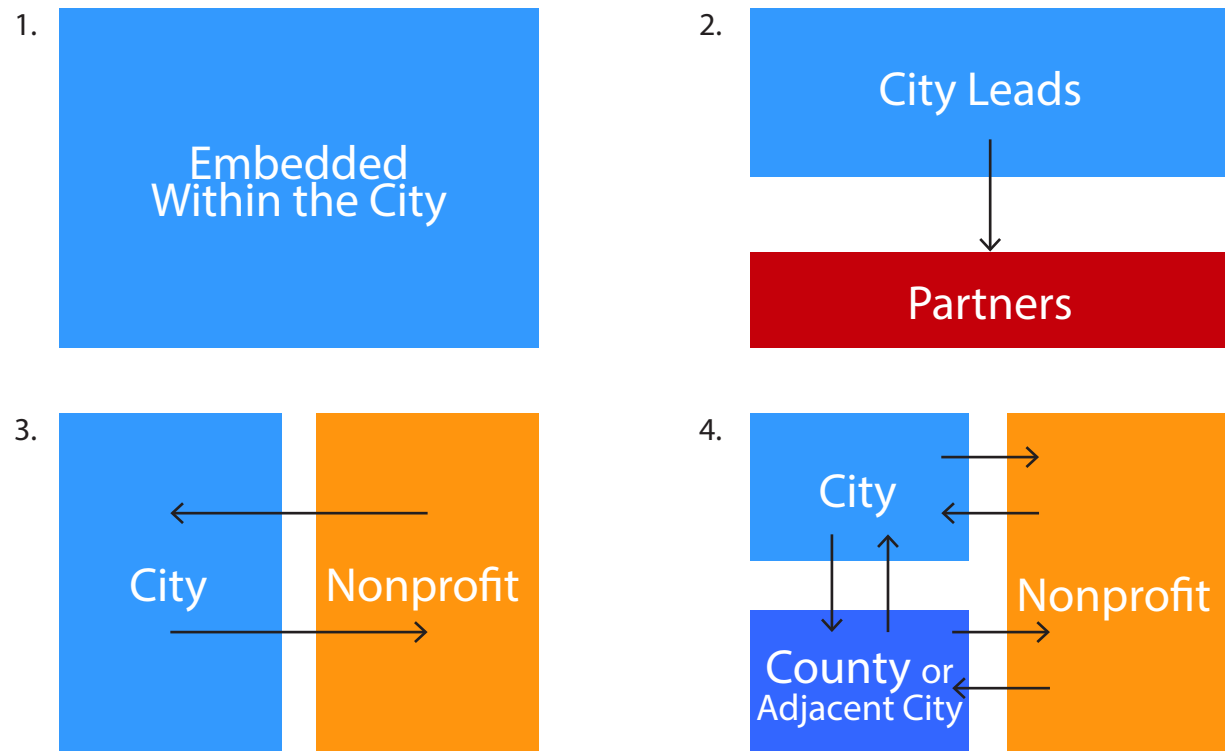 1.
Embedded
Within the City
2.
City Leads
Partners
3.
City
Nonprofit
4.
City
County or
Adjacent City
Nonprofit